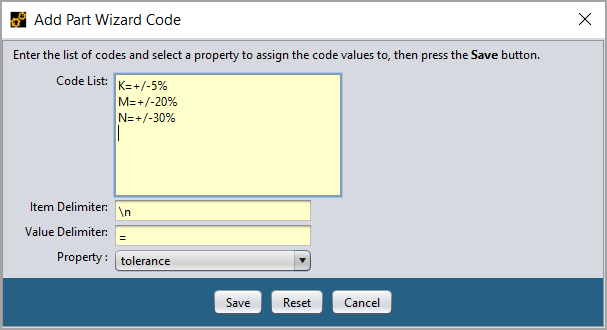 Add Part Wizard Code
Enter the list of codes and select a property to assign the code values to, then press the Save button.
Code List:
K=+/-5%
M=+/-20%
N=+/-30%
Item Delimiter: \n
Value Delimiter: =
Property : tolerance
Save Reset Cancel